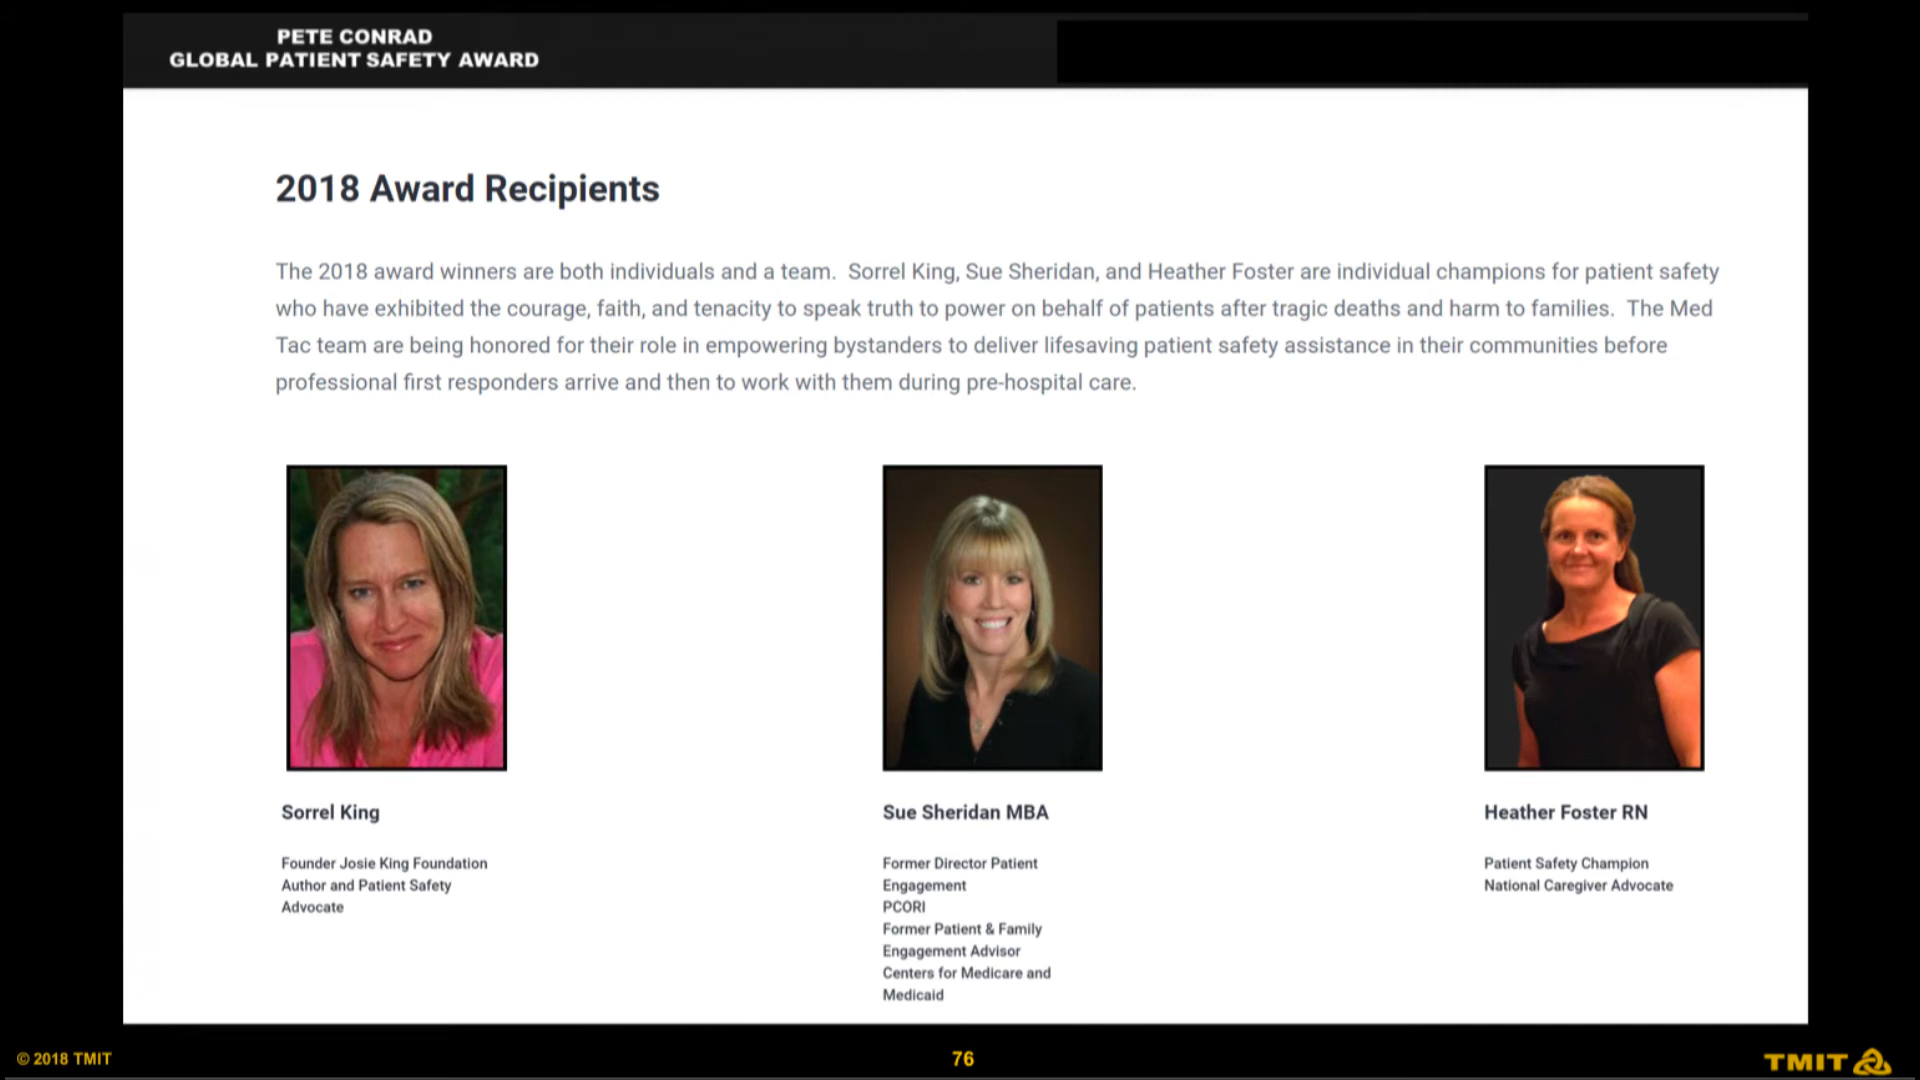 PETE CONRAD
GLOBAL PATIENT SAFETY AWARD
2018 Award Recipients
The 2018 award winners are both individuals and a team. Sorrel King, Sue Sheridan, and Heather Foster are individual champions for patient safety
who have exhibited the courage, faith, and tenacity to speak truth to power on behalf of patients after tragic deaths and harm to families. The Med
Tac team are being honored for their role in empowering bystanders to deliver lifesaving patient safety assistance in their communities before
professional first responders arrive and then to work with them during pre-hospital care.
Sorrel King
Founder Josie King Foundation
Author and Patient Safety
Advocate
Sue Sheridan MBA
Former Director Patient
Engagement
PCORI
Former Patient & Family
Engagement Advisor
Centers for Medicare and
Medicaid
Heather Foster RN
Patient Safety Champion
National Caregiver Advocate
© 2018 TMIT
76
TMIT